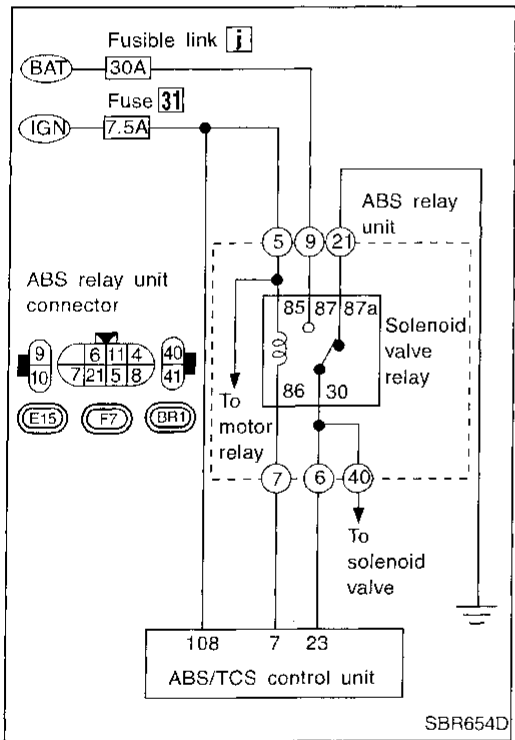 Fusible link j
BAT 30A
Fuse 31
IGN 7.5A
ABS relay
unit
5 9 21
ABS relay unit
connector
85 87 87a
Solenoid
valve
relay
9 6 11 4 40
10 7 21 5 8 41
E15 F7 BR1
86 30
To
motor
relay
7 6 40
To
solenoid
valve
108 7 23
ABS/TCS control unit
SBR654D